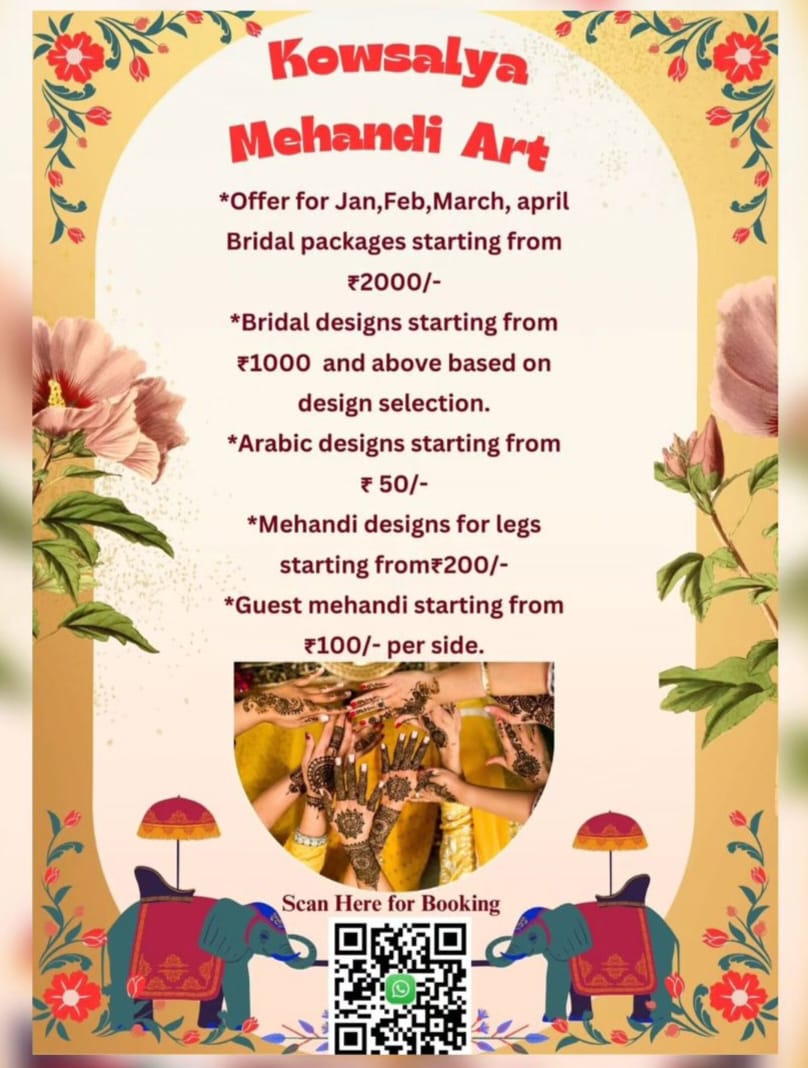 Kowsalya
Mehandi Art
*Offer for Jan,Feb,March, april
Bridal packages starting from
₹2000/-
*Bridal designs starting from
₹1000  and above based on
design selection.
*Arabic designs starting from
₹ 50/-
*Mehandi designs for legs
starting from₹200/-
*Guest mehandi starting from
₹100/- per side.
Scan Here for Booking